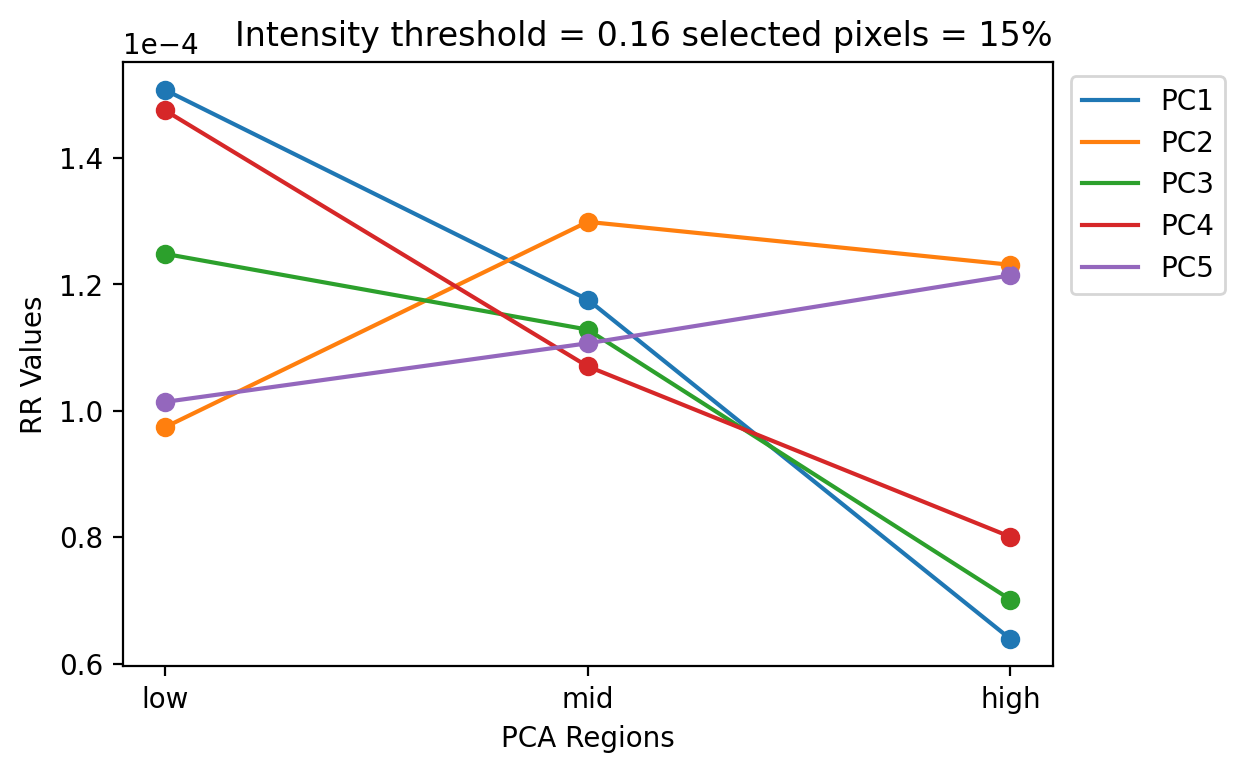 Intensity threshold = 0.16 selected pixels = 15%
1e−4
1.4
1.2
1.0
0.8
0.6
RR Values
low
mid
high
PCA Regions
PC1
PC2
PC3
PC4
PC5